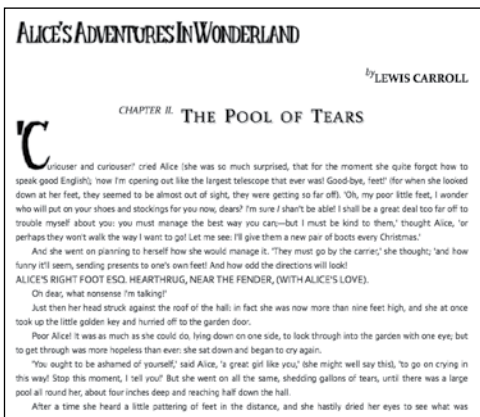 ALICE'S ADVENTURES IN WONDERLAND
by LEWIS CARROLL
CHAPTER II. THE POOL OF TEARS
'Curiouser and curiouser!' cried Alice (she was so much surprised, that for the moment she quite forgot how to
speak good English); 'now I'm opening out like the largest telescope that ever was! Good-bye, feet!' (for when she looked
down at her feet, they seemed to be almost out of sight, they were getting so far off). 'Oh, my poor little feet, I wonder
who will put on your shoes and stockings for you now, dears? I'm sure I shan't be able! I shall be a great deal too far off to
trouble myself about you: you must manage the best way you can;—but I must be kind to them,' thought Alice, 'or
perhaps they won't walk the way I want to go! Let me see: I'll give them a new pair of boots every Christmas.'
And she went on planning to herself how she would manage it. 'They must go by the carrier,' she thought; 'and how
funny it'll seem, sending presents to one's own feet! And how odd the directions will look!
ALICE'S RIGHT FOOT ESQ. HEARTHRUG, NEAR THE FENDER, (WITH ALICE'S LOVE).
Oh dear, what nonsense I'm talking!'
Just then her head struck against the roof of the hall: in fact she was now more than nine feet high, and she at once
took up the little golden key and hurried off to the garden door.
Poor Alice! It was as much as she could do, lying down on one side, to look through into the garden with one eye; but
to get through was more hopeless than ever: she sat down and began to cry again.
'You ought to be ashamed of yourself,' said Alice, 'a great girl like you,' (she might well say this), 'to go on crying in
this way! Stop this moment, I tell you!' But she went on all the same, shedding gallons of tears, until there was a large
pool all round her, about four inches deep and reaching half down the hall.
After a time she heard a little pattering of feet in the distance, and she hastily dried her eyes to see what was